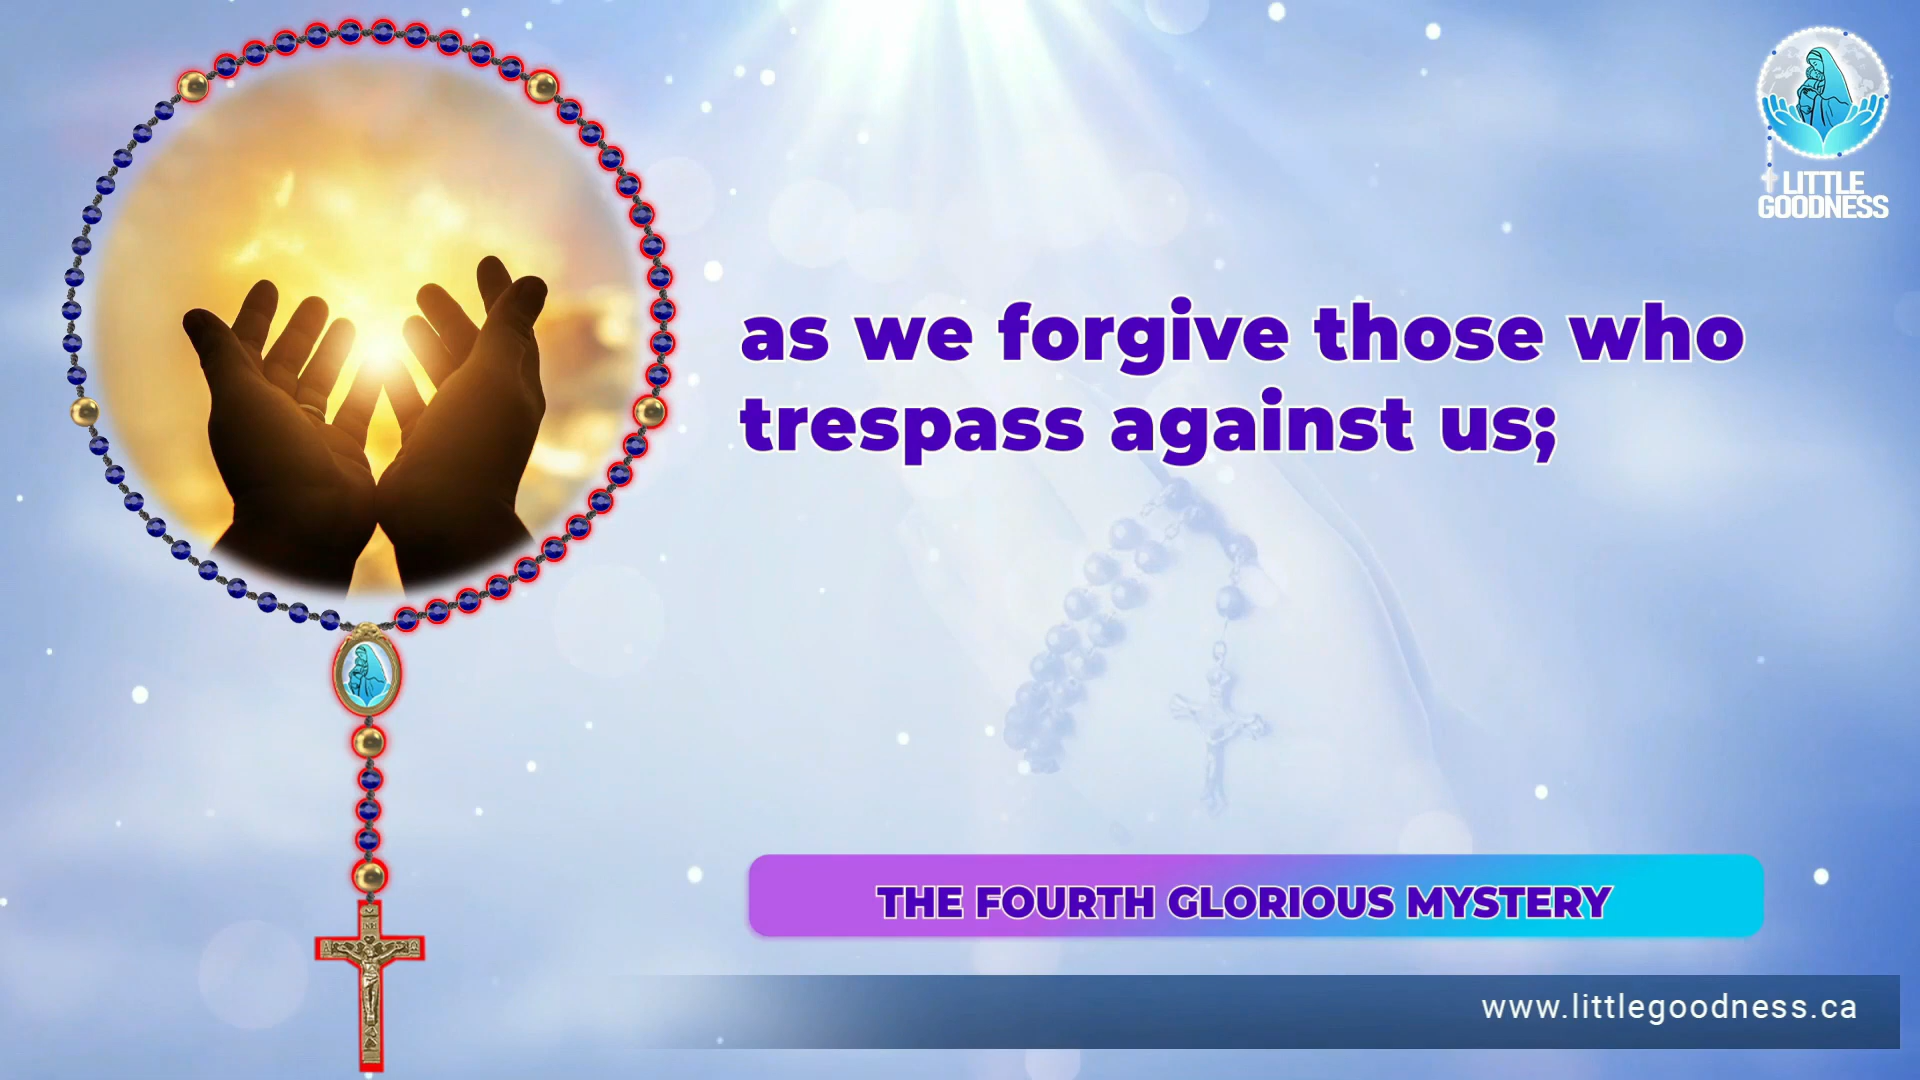 LITTLE
GOODNESS
as we forgive those who
trespass against us;
THE FOURTH GLORIOUS MYSTERY
www.littlegoodness.ca